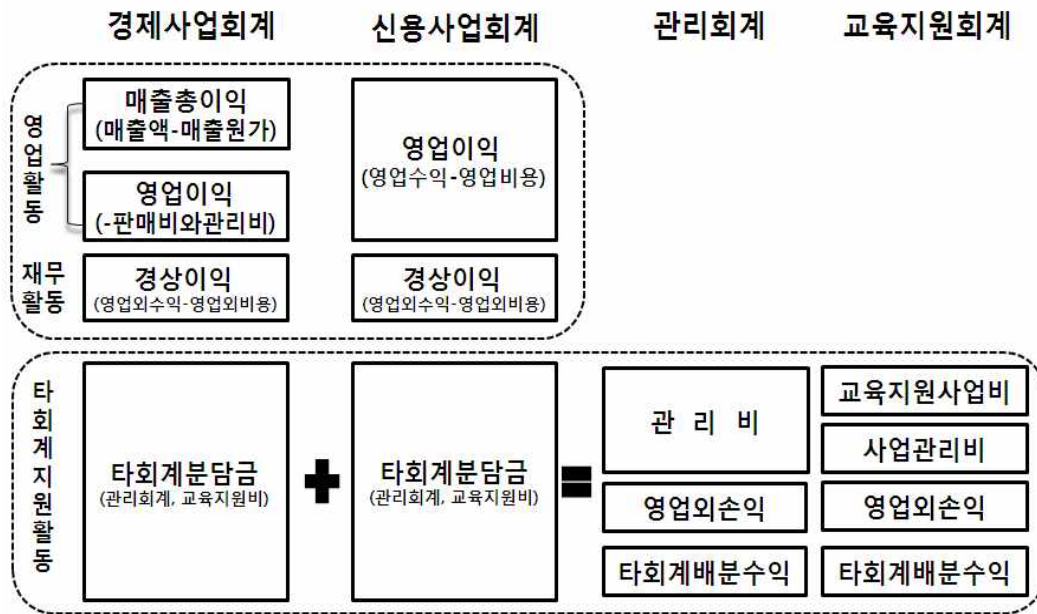 경제사업회계
신용사업회계
관리회계
교육지원회계
영업활동
매출총이익
(매출액-매출원가)
영업이익
(-판매비와관리비)
영업이익
(영업수익-영업비용)
재무
활동
경상이익
(영업외수익-영업외비용)
경상이익
(영업외수익-영업외비용)
타회계지원활동
타회계분담금
(관리회계, 교육지원비)
+
타회계분담금
(관리회계, 교육지원비)
=
관 리 비
영업외손익
타회계배분수익
교육지원사업비
사업관리비
영업외손익
타회계배분수익